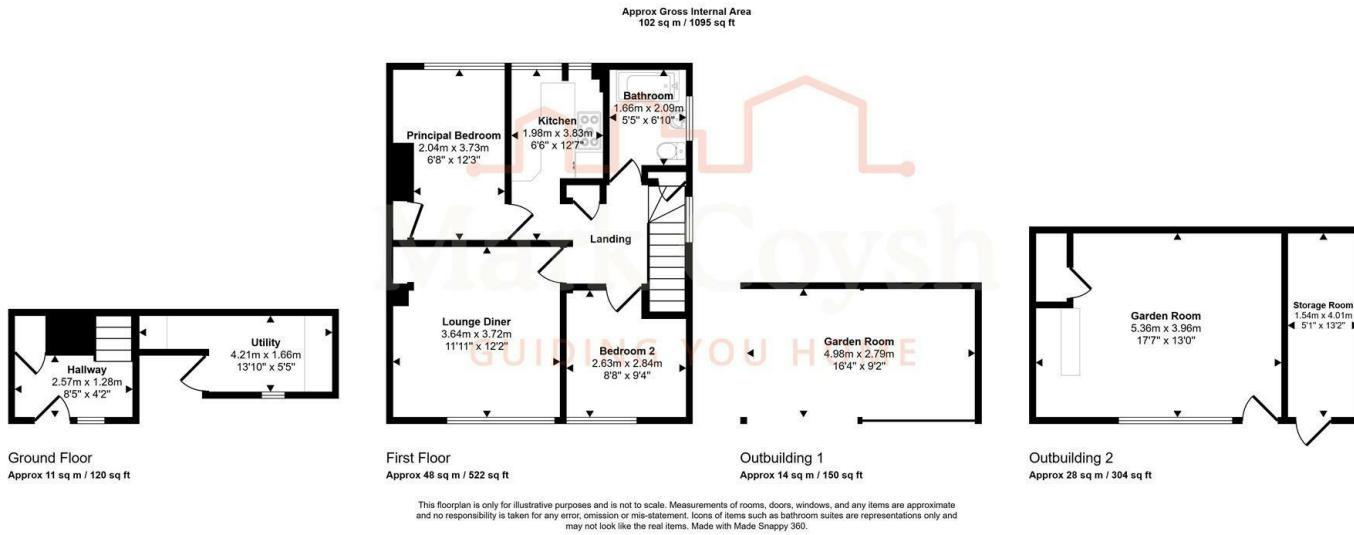 Approx Gross Internal Area
102 sq m / 1095 sq ft
Bathroom
1.66m x 2.09m
5'5" x 6'10"
Kitchen
1.98m x 3.83m
6'6" x 12'7"
Principal Bedroom
2.04m x 3.73m
6'8" x 12'3"
Landing
Mark Coysh
GUIDING YOU HOME
Lounge Diner
3.64m x 3.72m
11'11" x 12'2"
Bedroom 2
2.63m x 2.84m
8'8" x 9'4"
Utility
4.21m x 1.66m
13'10" x 5'5"
Hallway
2.57m x 1.28m
8'5" x 4'2"
Garden Room
4.98m x 2.79m
16'4" x 9'2"
Garden Room
5.36m x 3.96m
17'7" x 13'0"
Storage Room
1.54m x 4.01m
5'1" x 13'2"
Ground Floor
Approx 11 sq m / 120 sq ft
First Floor
Approx 48 sq m / 522 sq ft
Outbuilding 1
Approx 14 sq m / 150 sq ft
Outbuilding 2
Approx 28 sq m / 304 sq ft
This floorplan is only for illustrative purposes and is not to scale. Measurements of rooms, doors, windows, and any items are approximate
and no responsibility is taken for any error, omission or mis-statement. Icons of items such as bathroom suites are representations only and
may not look like the real items. Made with Made Snappy 360.